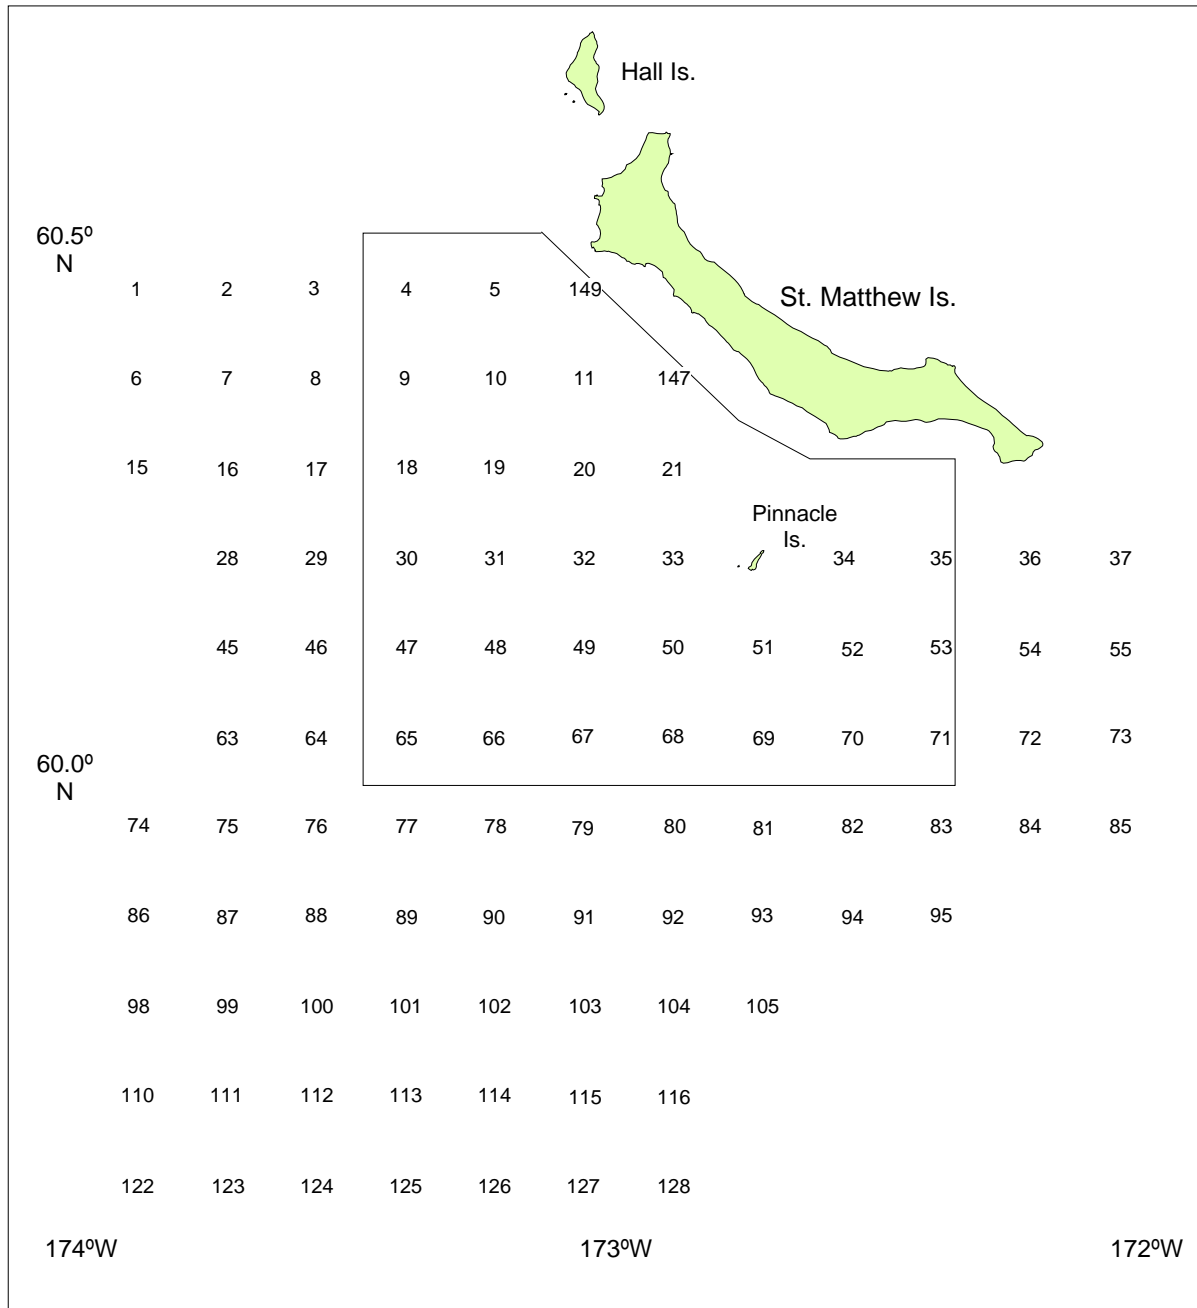 Hall Is.
60.5º
N
St. Matthew Is.
1 2 3 4 5 149
6 7 8 9 10 11 147
15 16 17 18 19 20 21
Pinnacle
Is.
28 29 30 31 32 33 34 35 36 37
45 46 47 48 49 50 51 52 53 54 55
63 64 65 66 67 68 69 70 71 72 73
60.0º
N
74 75 76 77 78 79 80 81 82 83 84 85
86 87 88 89 90 91 92 93 94 95
98 99 100 101 102 103 104 105
110 111 112 113 114 115 116
122 123 124 125 126 127 128
174ºW 173ºW 172ºW